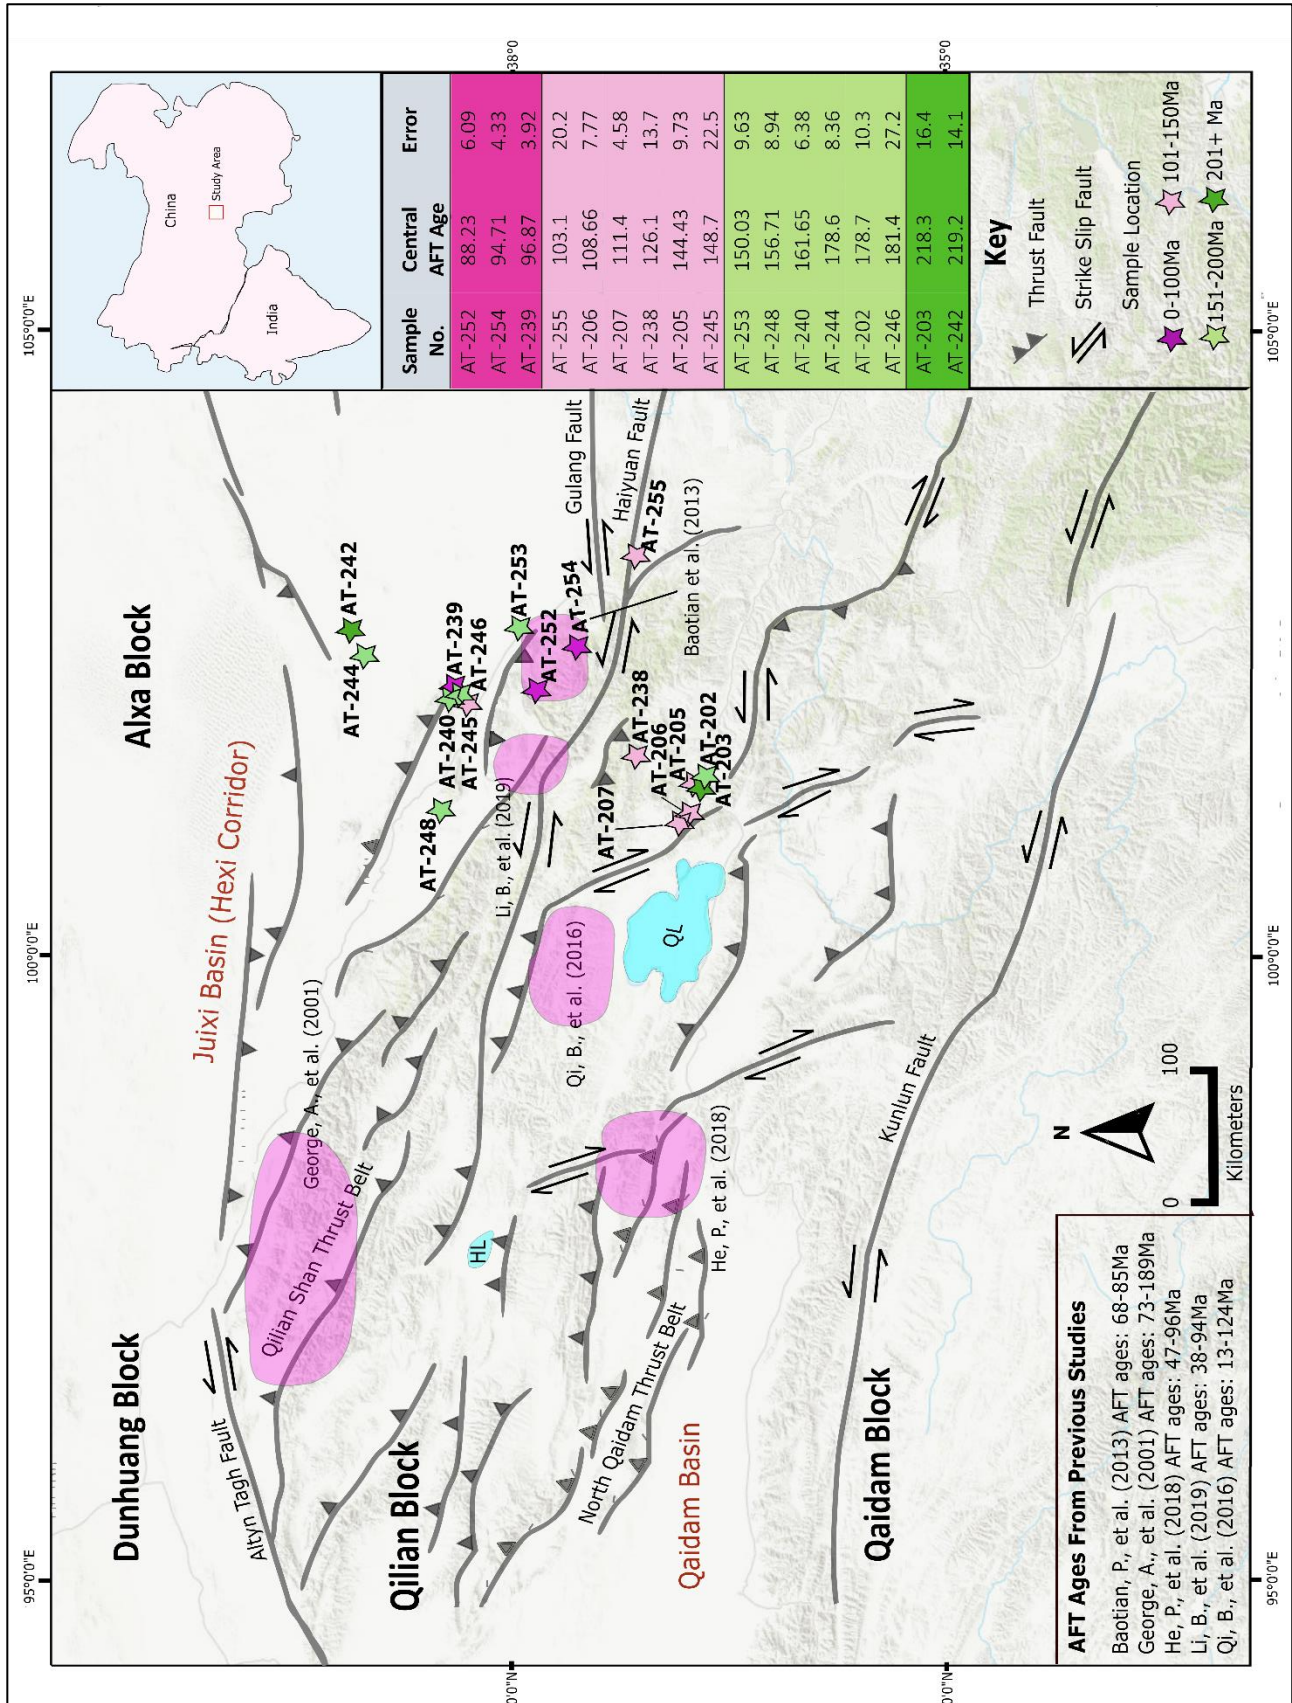 95°0'0"E
100°0'0"E
105°0'0"E
Dunhuang Block
Alxa Block
Juixi Basin (Hexi Corridor)
Altyn Tagh Fault
Qilian Shan Thrust Belt
George, A., et al. (2001)
Qilian Block
HL
North Qaidam Thrust Belt
He, P., et al. (2018)
Qaidam Basin
Qaidam Block
Kunlun Fault
Qi, B., et al. (2016)
QL
Li, B., et al. (2019)
Baotian et al. (2013)
Gulang Fault
Haiyuan Fault
AT-242
AT-244
AT-239
AT-246
AT-240
AT-245
AT-248
AT-253
AT-252
AT-254
AT-255
AT-238
AT-206
AT-205
AT-202
AT-203
AT-207
China
Study Area
India
Sample No. Central AFT Age Error
AT-252 88.23 6.09
AT-254 94.71 4.33
AT-239 96.87 3.92
AT-255 103.1 20.2
AT-206 108.66 7.77
AT-207 111.4 4.58
AT-238 126.1 13.7
AT-205 144.43 9.73
AT-245 148.7 22.5
AT-253 150.03 9.63
AT-248 156.71 8.94
AT-240 161.65 6.38
AT-244 178.6 8.36
AT-202 178.7 10.3
AT-246 181.4 27.2
AT-203 218.3 16.4
AT-242 219.2 14.1
Key
Thrust Fault
Strike Slip Fault
Sample Location
0-100Ma 101-150Ma
151-200Ma 201+ Ma
AFT Ages From Previous Studies
Baotian, P., et al. (2013) AFT ages: 68-85Ma
George, A., et al. (2001) AFT ages: 73-189Ma
He, P., et al. (2018) AFT ages: 47-96Ma
Li, B., et al. (2019) AFT ages: 38-94Ma
Qi, B., et al. (2016) AFT ages: 13-124Ma
N
0 100
Kilometers
0'0"N
38°0
0'0"N
35°0
95°0'0"E
100°0'0"E
105°0'0"E